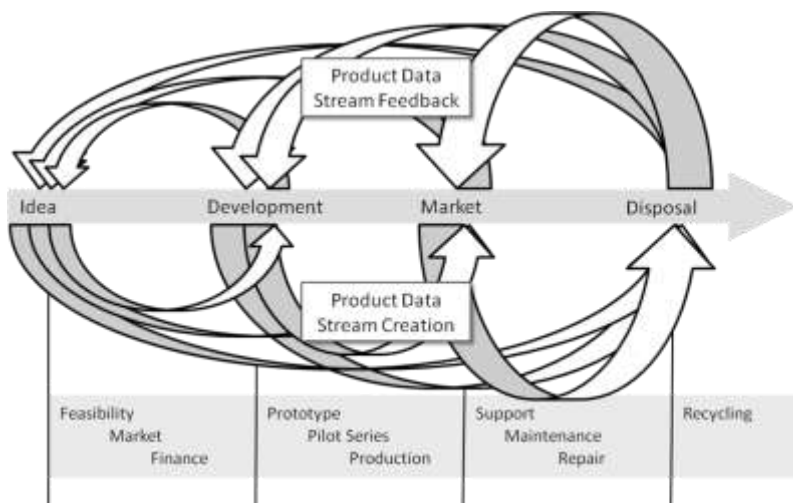 Product Data
Stream Feedback
Idea
Development
Market
Disposal
Product Data
Stream Creation
Feasibility
Market
Finance
Prototype
Pilot Series
Production
Support
Maintenance
Repair
Recycling